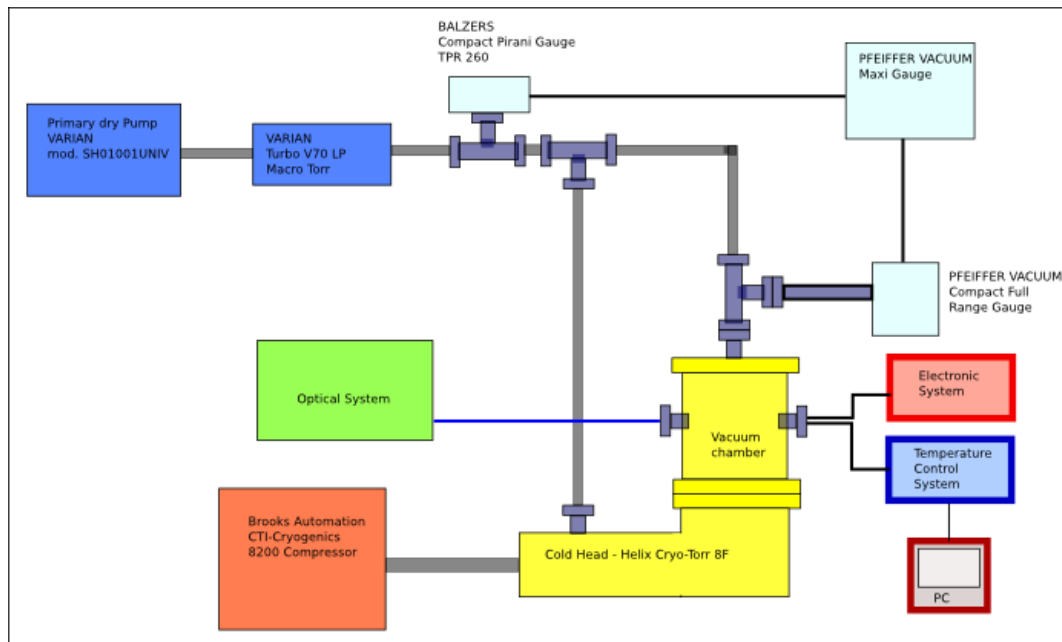 BALZERS
Compact Pirani Gauge
TPR 260
PFEIFFER VACUUM
Maxi Gauge
Primary dry Pump
VARIAN
mod. SH01001UNIV
VARIAN
Turbo V70 LP
Macro Torr
PFEIFFER VACUUM
Compact Full
Range Gauge
Optical System
Electronic
System
Vacuum
chamber
Temperature
Control
System
Brooks Automation
CTI-Cryogenics
8200 Compressor
Cold Head - Helix Cryo-Torr 8F
PC